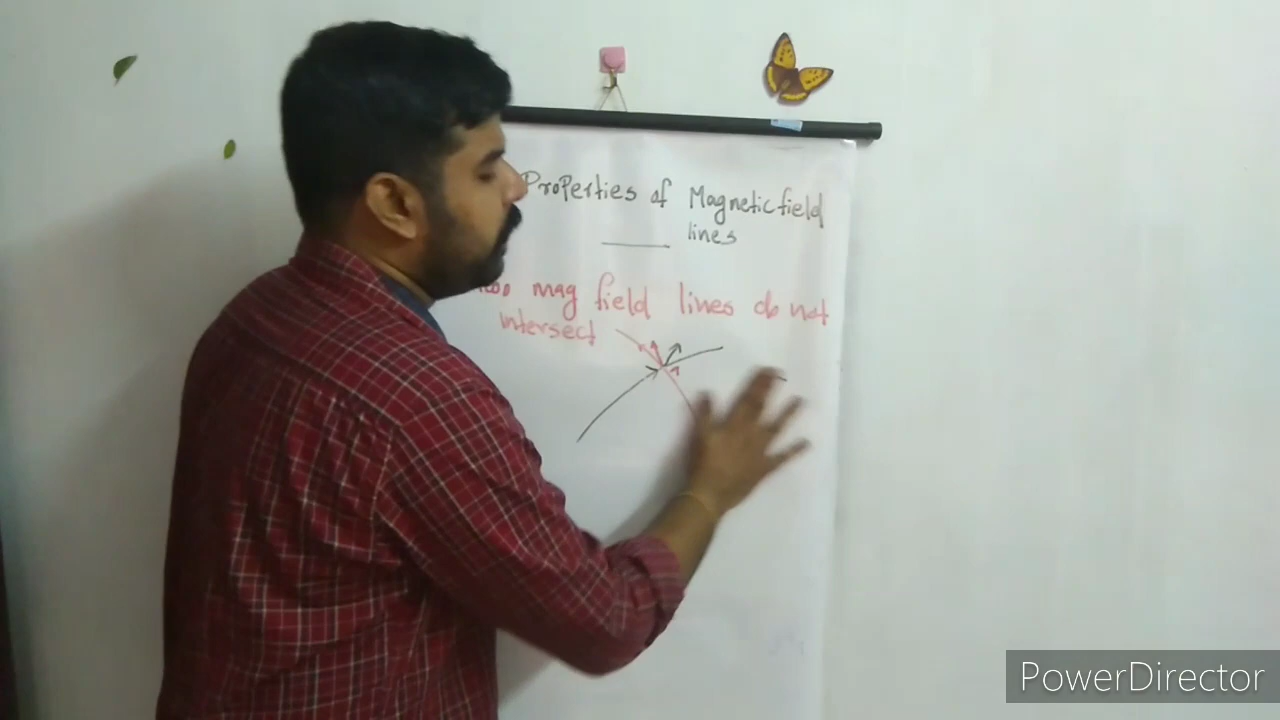 Properties of Magnetic field
lines
mag field lines do not
intersect
PowerDirector